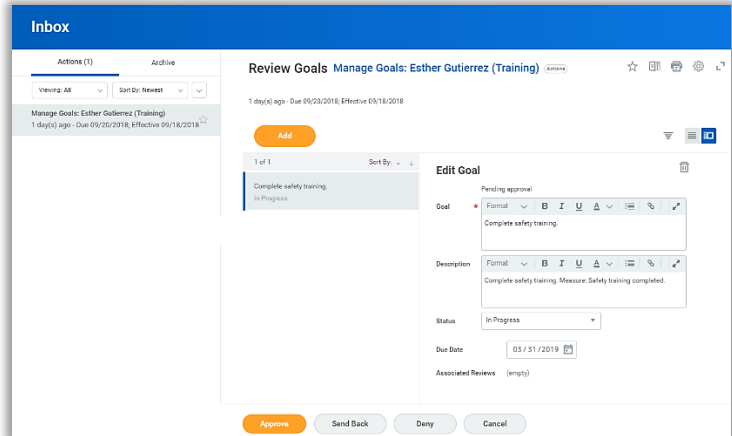 Inbox
Actions (1) Archive
Viewing: All Sort By: Newest
Manage Goals: Esther Gutierrez (Training)
1 day(s) ago - Due 09/20/2018; Effective 09/18/2018
Review Goals Manage Goals: Esther Gutierrez (Training) Actions
1 day(s) ago - Due 09/20/2018; Effective 09/18/2018
Add
1 of 1 Sort By:
Complete safety training.
In Progress
Edit Goal
Pending approval
Goal * Format B I U A
Complete safety training.
Description Format B I U A
Complete safety training. Measure: Safety training completed.
Status In Progress
Due Date 03 / 31 / 2019
Associated Reviews (empty)
Approve Send Back Deny Cancel